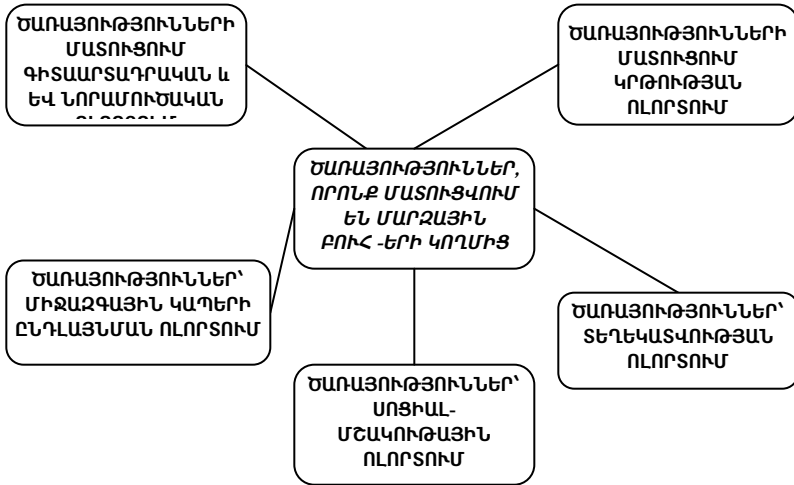 ԾԱՌԱՅՈՒԹՅՈՒՆՆԵՐԻ
ՄԱՏՈՒՑՈՒՄ
ԳԻՏԱԱՐՏԱԴՐԱԿԱՆ և
ԵՎ ՆՈՐԱՄՈՒԾԱԿԱՆ
ԾԱՌԱՅՈՒԹՅՈՒՆՆԵՐԻ
ՄԱՏՈՒՑՈՒՄ
ԿՐԹՈՒԹՅԱՆ
ՈԼՈՐՏՈՒՄ
ԾԱՌԱՅՈՒԹՅՈՒՆՆԵՐ,
ՈՐՈՆՔ ՄԱՏՈՒՑՎՈՒՄ
ԵՆ ՄԱՐԶԱՅԻՆ
ԲՈՒՀ -ԵՐԻ ԿՈՂՄԻՑ
ԾԱՌԱՅՈՒԹՅՈՒՆՆԵՐ՝
ՄԻՋԱԶԳԱՅԻՆ ԿԱՊԵՐԻ
ԸՆԴԼԱՅՆՄԱՆ ՈԼՈՐՏՈՒՄ
ԾԱՌԱՅՈՒԹՅՈՒՆՆԵՐ՝
ՏԵՂԵԿԱՏՎՈՒԹՅԱՆ
ՈԼՈՐՏՈՒՄ
ԾԱՌԱՅՈՒԹՅՈՒՆՆԵՐ՝
ՍՈՑԻԱԼ-
ՄՇԱԿՈՒԹԱՅԻՆ
ՈԼՈՐՏՈՒՄ